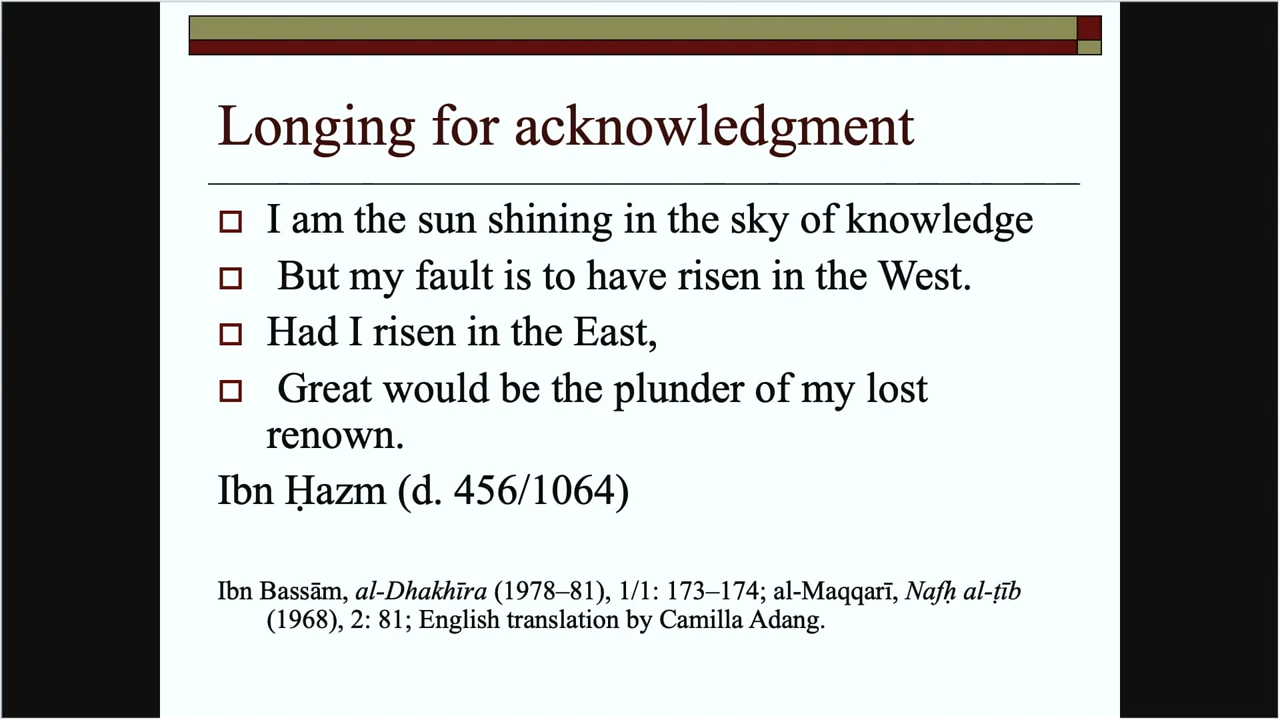 Longing for acknowledgment
I am the sun shining in the sky of knowledge
But my fault is to have risen in the West.
Had I risen in the East,
Great would be the plunder of my lost
renown.
Ibn Ḥazm (d. 456/1064)
Ibn Bassām, al-Dhakhīra (1978–81), 1/1: 173–174; al-Maqqarī, Nafḥ al-ṭīb
(1968), 2: 81; English translation by Camilla Adang.